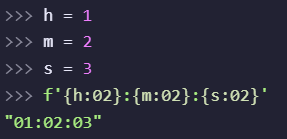 >>> h = 1
>>> m = 2
>>> s = 3
>>> f'{h:02}:{m:02}:{s:02}'
"01:02:03"